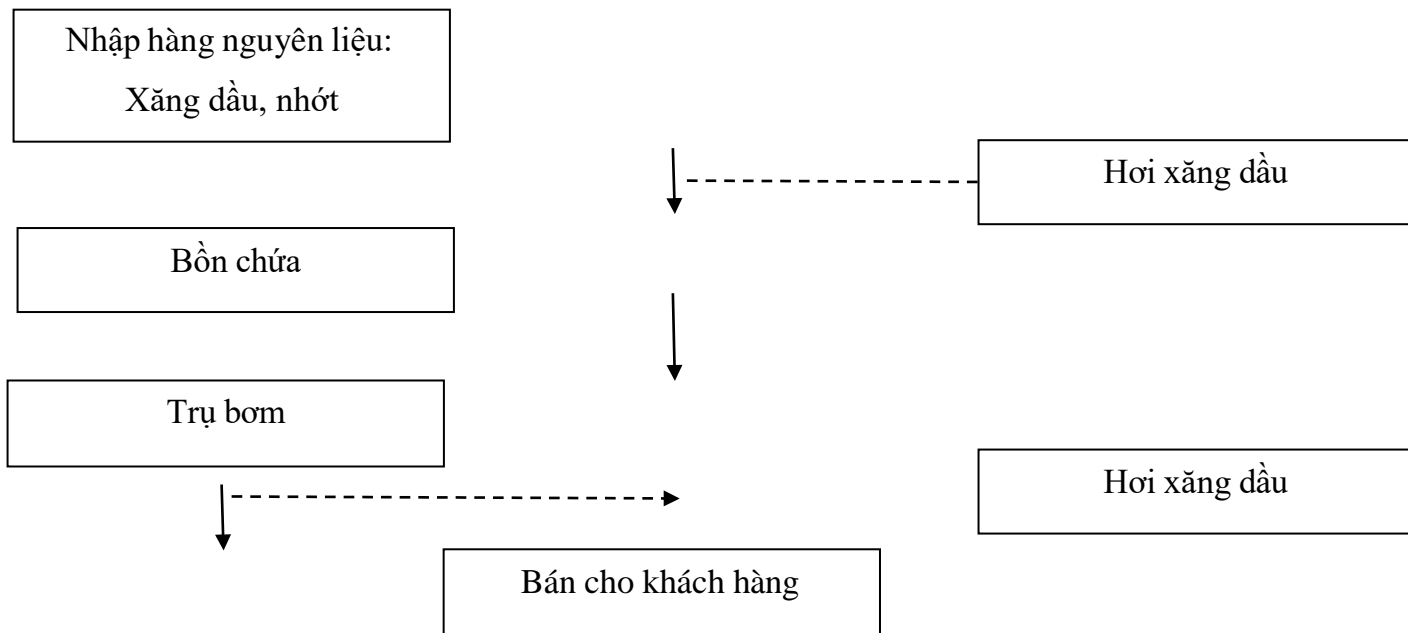 Nhập hàng nguyên liệu:
Xăng dầu, nhớt
Hơi xăng dầu
Bồn chứa
Trụ bơm
Hơi xăng dầu
Bán cho khách hàng